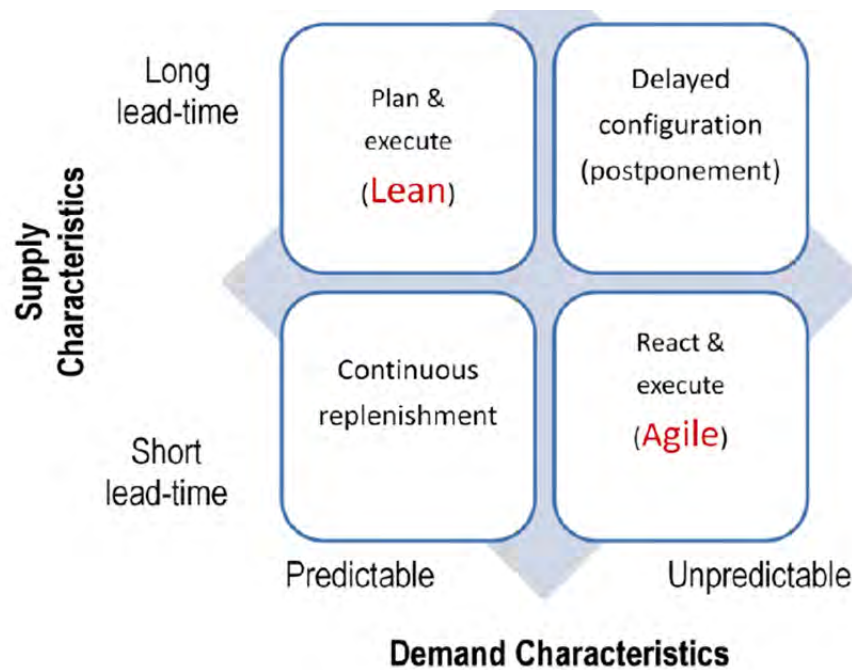 Long
lead-time
Plan &
execute
(Lean)
Delayed
configuration
(postponement)
Supply
Characteristics
Continuous
replenishment
React &
execute
(Agile)
Short
lead-time
Predictable
Unpredictable
Demand Characteristics